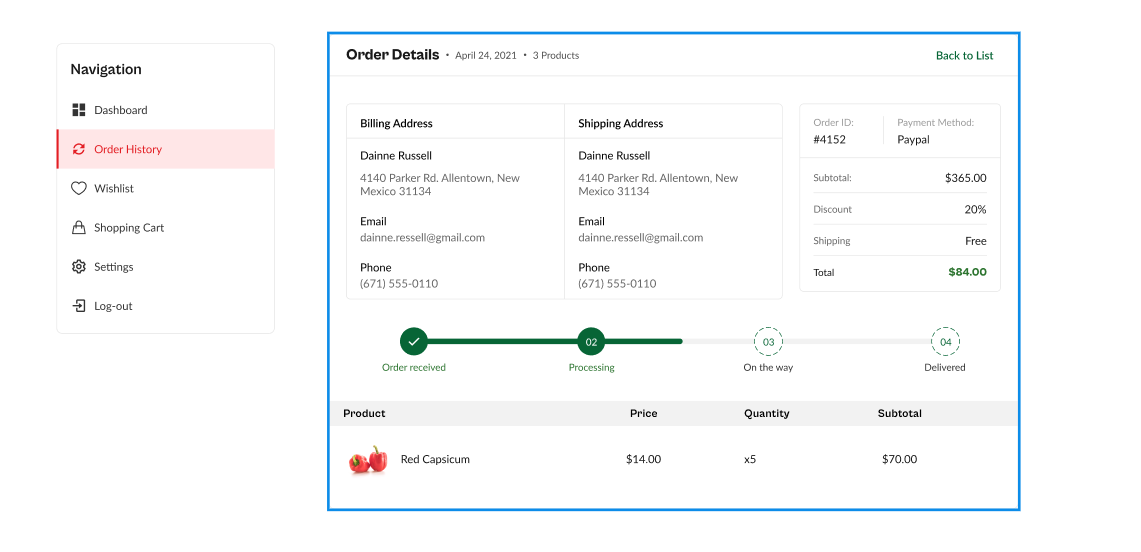 Navigation
Dashboard
Order History
Wishlist
Shopping Cart
Settings
Log-out
Order Details • April 24, 2021 • 3 Products
Back to List
Billing Address
Dainne Russell
4140 Parker Rd. Allentown, New
Mexico 31134
Email
dainne.ressell@gmail.com
Phone
(671) 555-0110
Shipping Address
Dainne Russell
4140 Parker Rd. Allentown, New
Mexico 31134
Email
dainne.ressell@gmail.com
Phone
(671) 555-0110
Order ID:
#4152
Payment Method:
Paypal
Subtotal: $365.00
Discount 20%
Shipping Free
Total $84.00
02
03
04
Order received
Processing
On the way
Delivered
Product Price Quantity Subtotal
Red Capsicum $14.00 x5 $70.00